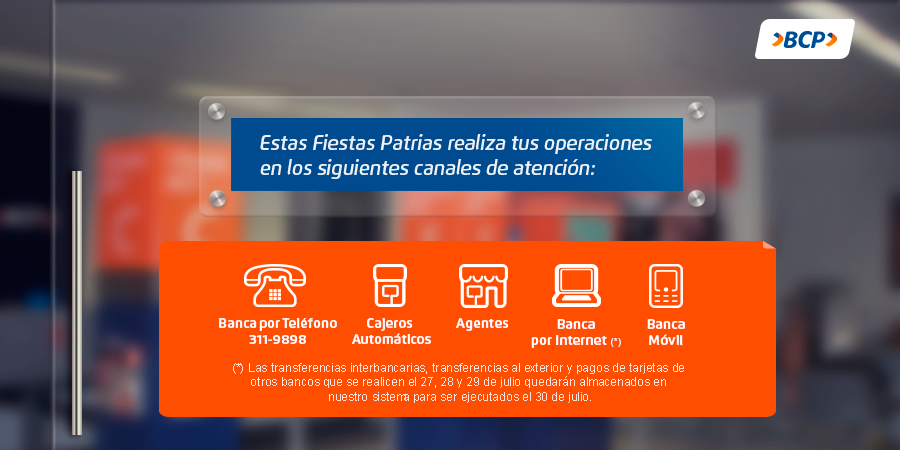 BCP
Estas Fiestas Patrias realiza tus operaciones
en los siguientes canales de atención:
Banca por Teléfono
311-9898
Cajeros
Automáticos
Agentes
Banca
por Internet (*)
Banca
Móvil
(*) Las transferencias interbancarias, transferencias al exterior y pagos de tarjetas de
otros bancos que se realicen el 27, 28 y 29 de julio quedarán almacenados en
nuestro sistema para ser ejecutados el 30 de julio.